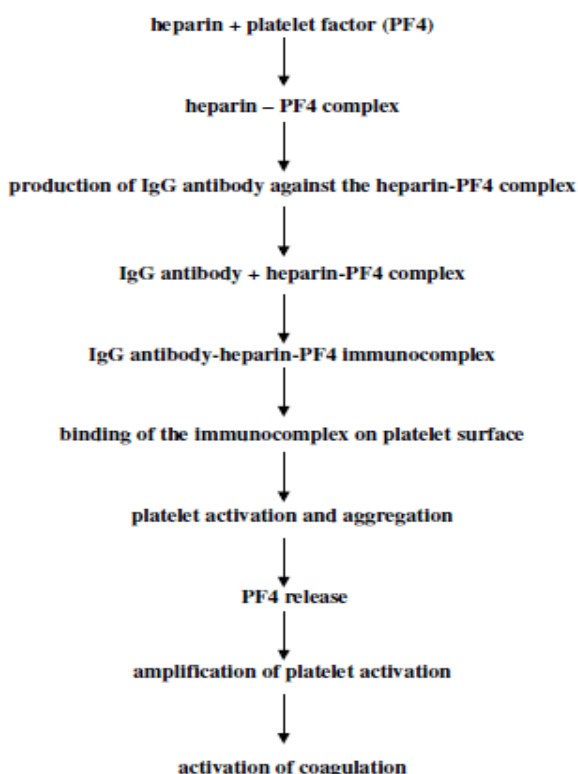 heparin + platelet factor (PF4)
heparin – PF4 complex
production of IgG antibody against the heparin-PF4 complex
IgG antibody + heparin-PF4 complex
IgG antibody-heparin-PF4 immunocomplex
binding of the immunocomplex on platelet surface
platelet activation and aggregation
PF4 release
amplification of platelet activation
activation of coagulation